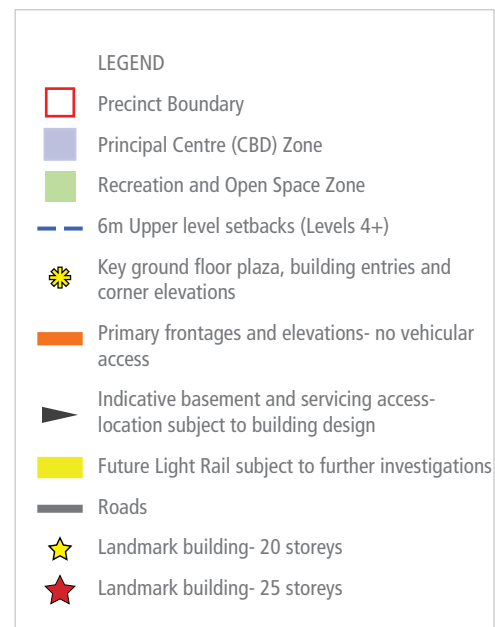 LEGEND
Precinct Boundary
Principal Centre (CBD) Zone
Recreation and Open Space Zone
6m Upper level setbacks (Levels 4+)
Key ground floor plaza, building entries and
corner elevations
Primary frontages and elevations- no vehicular
access
Indicative basement and servicing access-
location subject to building design
Future Light Rail subject to further investigations
Roads
Landmark building- 20 storeys
Landmark building- 25 storeys